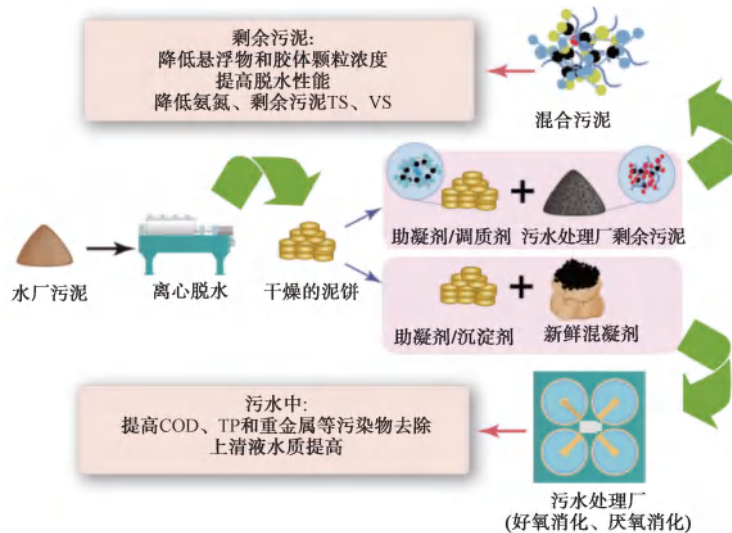 剩余污泥:
降低悬浮物和胶体颗粒浓度
提高脱水性能
降低氨氮、剩余污泥TS、VS
混合污泥
水厂污泥
离心脱水
干燥的泥饼
助凝剂/调质剂
污水处理厂剩余污泥
助凝剂/沉淀剂
新鲜混凝剂
污水中:
提高COD、TP和重金属等污染物去除
上清液水质提高
污水处理厂
(好氧消化、厌氧消化)